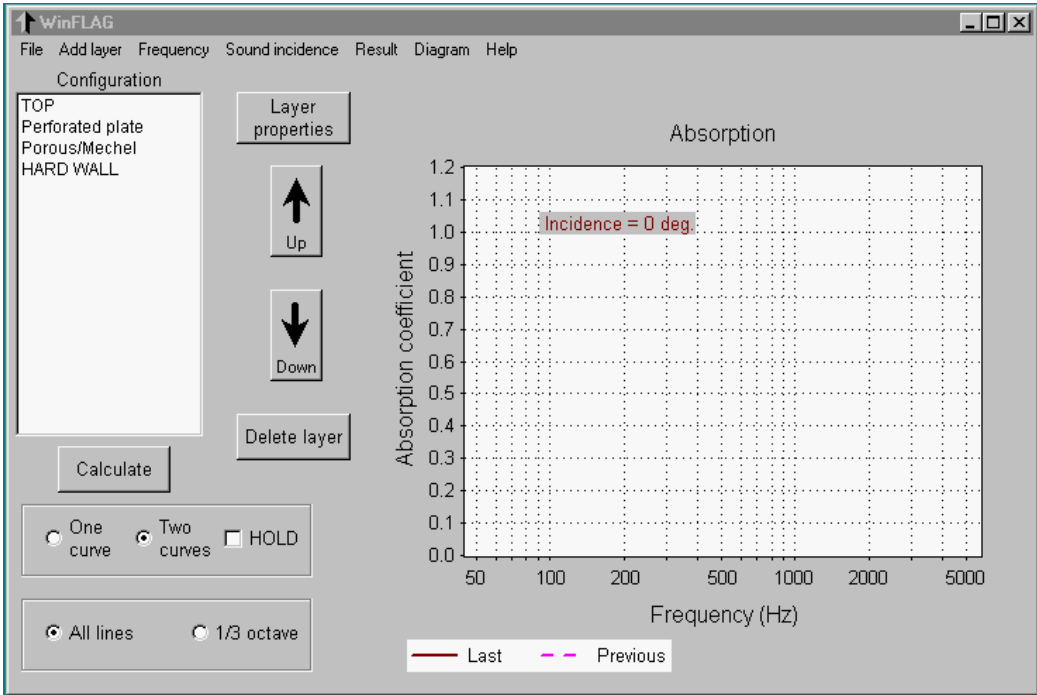 WinFLAG
File Add layer Frequency Sound incidence Result Diagram Help
Configuration
TOP
Perforated plate
Porous/Mechel
HARD WALL
Layer
properties
Up
Down
Delete layer
Calculate
One
curve
Two
curves
HOLD
All lines
1/3 octave
Absorption
Absorption coefficient
1.2
1.1
1.0
0.9
0.8
0.7
0.6
0.5
0.4
0.3
0.2
0.1
0.0
Incidence = 0 deg.
50 100 200 500 1000 2000 5000
Frequency (Hz)
Last Previous